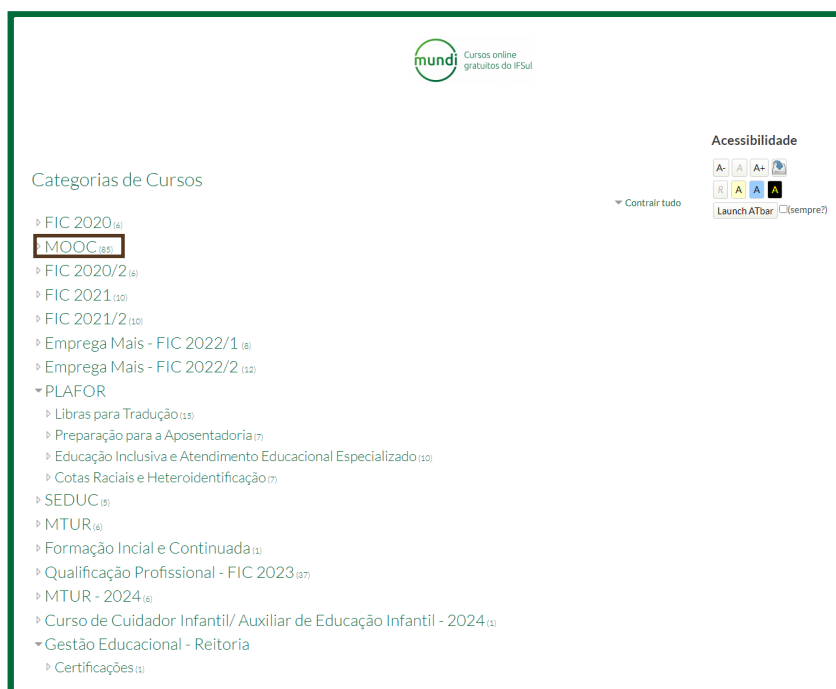 mundi Cursos online
gratuitos do IFSul
Acessibilidade
A- A A+
R A A A
Launch ATbar (sempre?)
Categorias de Cursos
Contrair tudo
FIC 2020 (6)
MOOC (85)
FIC 2020/2 (6)
FIC 2021 (10)
FIC 2021/2 (10)
Emprega Mais - FIC 2022/1 (8)
Emprega Mais - FIC 2022/2 (12)
PLAFOR
Libras para Tradução (15)
Preparação para a Aposentadoria (7)
Educação Inclusiva e Atendimento Educacional Especializado (10)
Cotas Raciais e Heteroidentificação (7)
SEDUC (5)
MTUR (6)
Formação Incial e Continuada (1)
Qualificação Profissional - FIC 2023 (37)
MTUR - 2024 (6)
Curso de Cuidador Infantil/ Auxiliar de Educação Infantil - 2024 (1)
Gestão Educacional - Reitoria
Certificações (1)